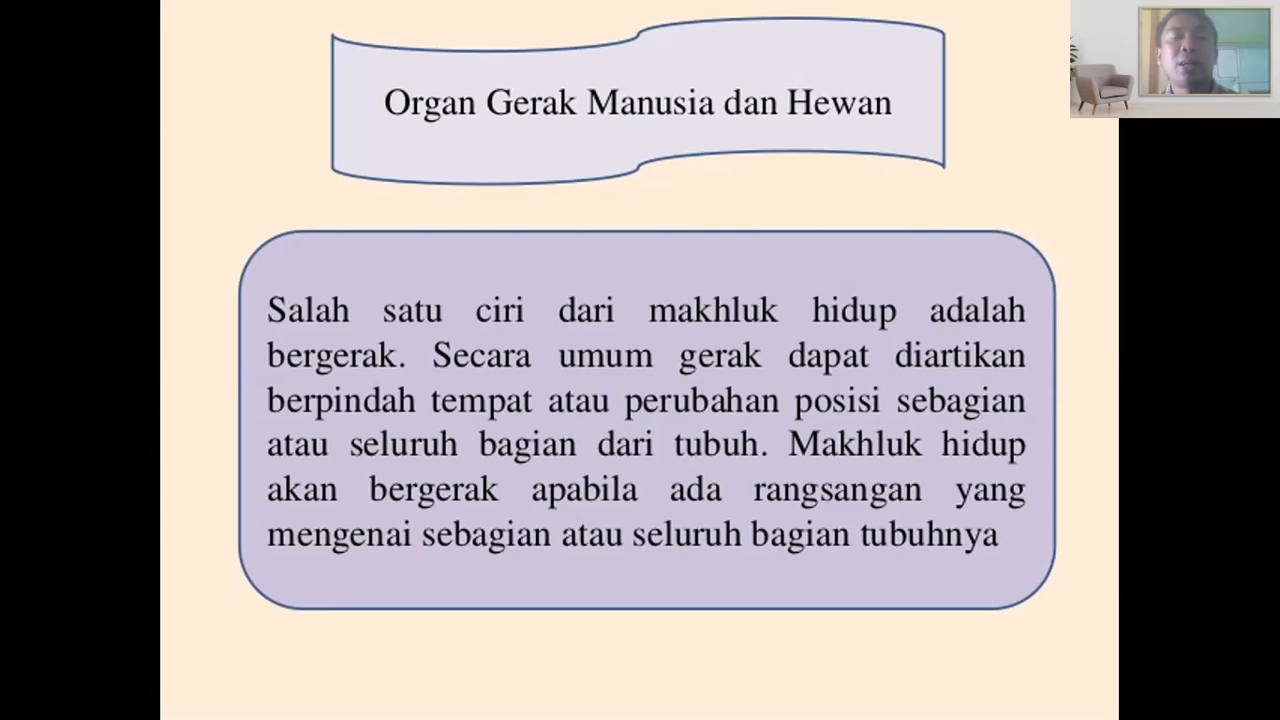 Organ Gerak Manusia dan Hewan
Salah satu ciri dari makhluk hidup adalah
bergerak. Secara umum gerak dapat diartikan
berpindah tempat atau perubahan posisi sebagian
atau seluruh bagian dari tubuh. Makhluk hidup
akan bergerak apabila ada rangsangan yang
mengenai sebagian atau seluruh bagian tubuhnya